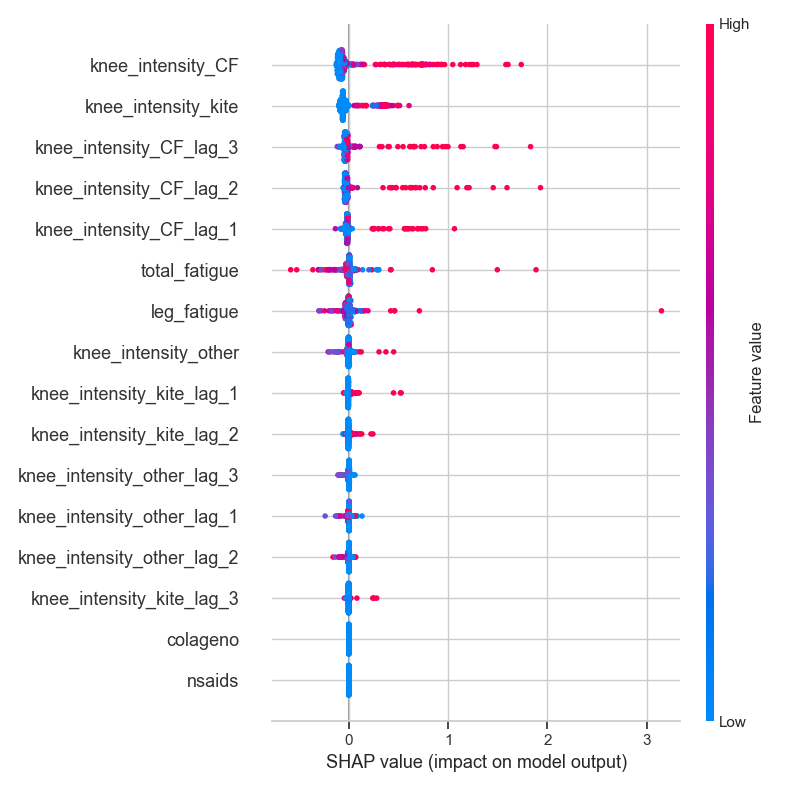 High
knee_intensity_CF
knee_intensity_kite
knee_intensity_CF_lag_3
knee_intensity_CF_lag_2
knee_intensity_CF_lag_1
total_fatigue
leg_fatigue
knee_intensity_other
knee_intensity_kite_lag_1
knee_intensity_kite_lag_2
knee_intensity_other_lag_3
knee_intensity_other_lag_1
knee_intensity_other_lag_2
knee_intensity_kite_lag_3
colageno
nsaids
Feature value
Low
0 1 2 3
SHAP value (impact on model output)